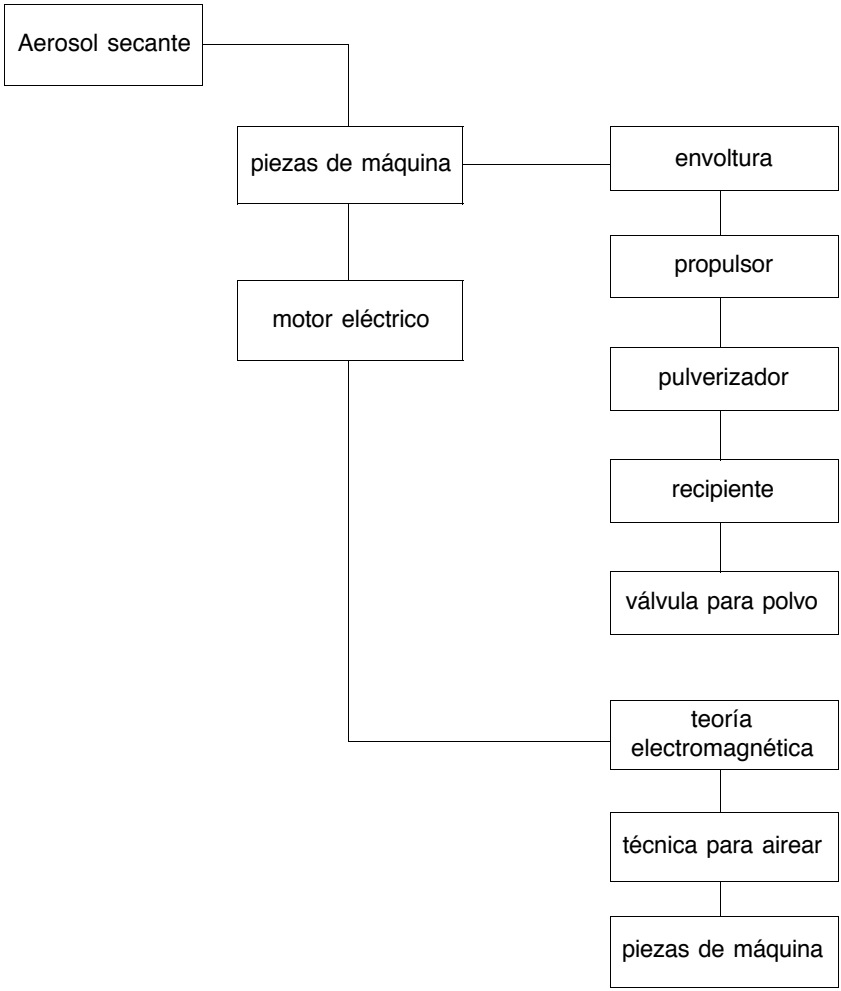 Aerosol secante
piezas de máquina
envoltura
propulsor
motor eléctrico
pulverizador
recipiente
válvula para polvo
teoría
electromagnética
técnica para airear
piezas de máquina